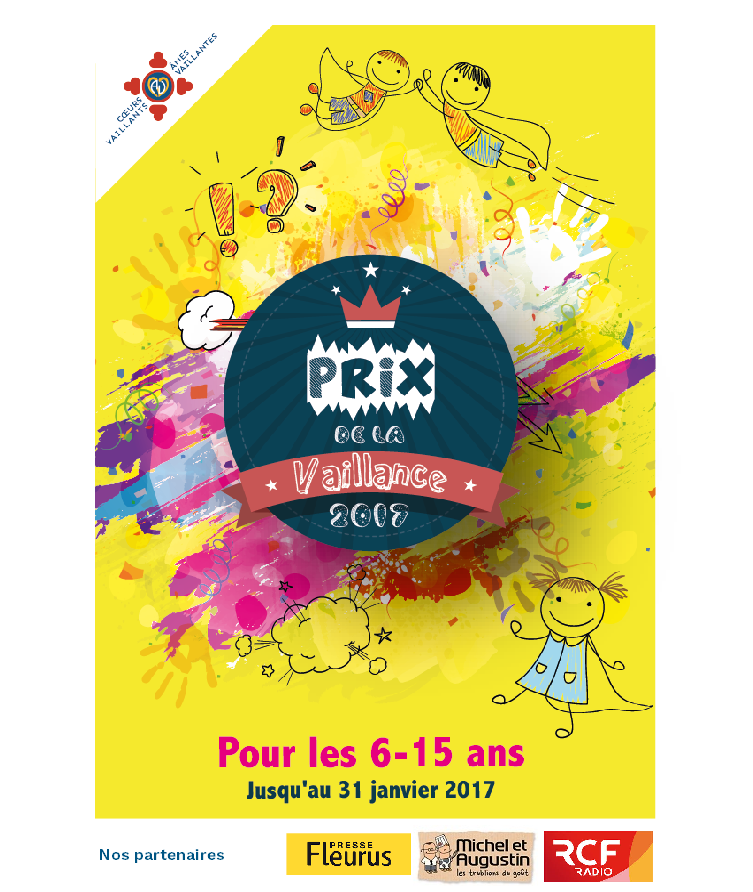 CŒURS
VAILLANTS
ÂMES
VAILLANTES
!?
PRiX
DE LA
Vaillance
2017
Pour les 6-15 ans
Jusqu'au 31 janvier 2017
Nos partenaires
PRESSE
Fleurus
Michel et
Augustin
les trublions du goût
RCF
RADIO